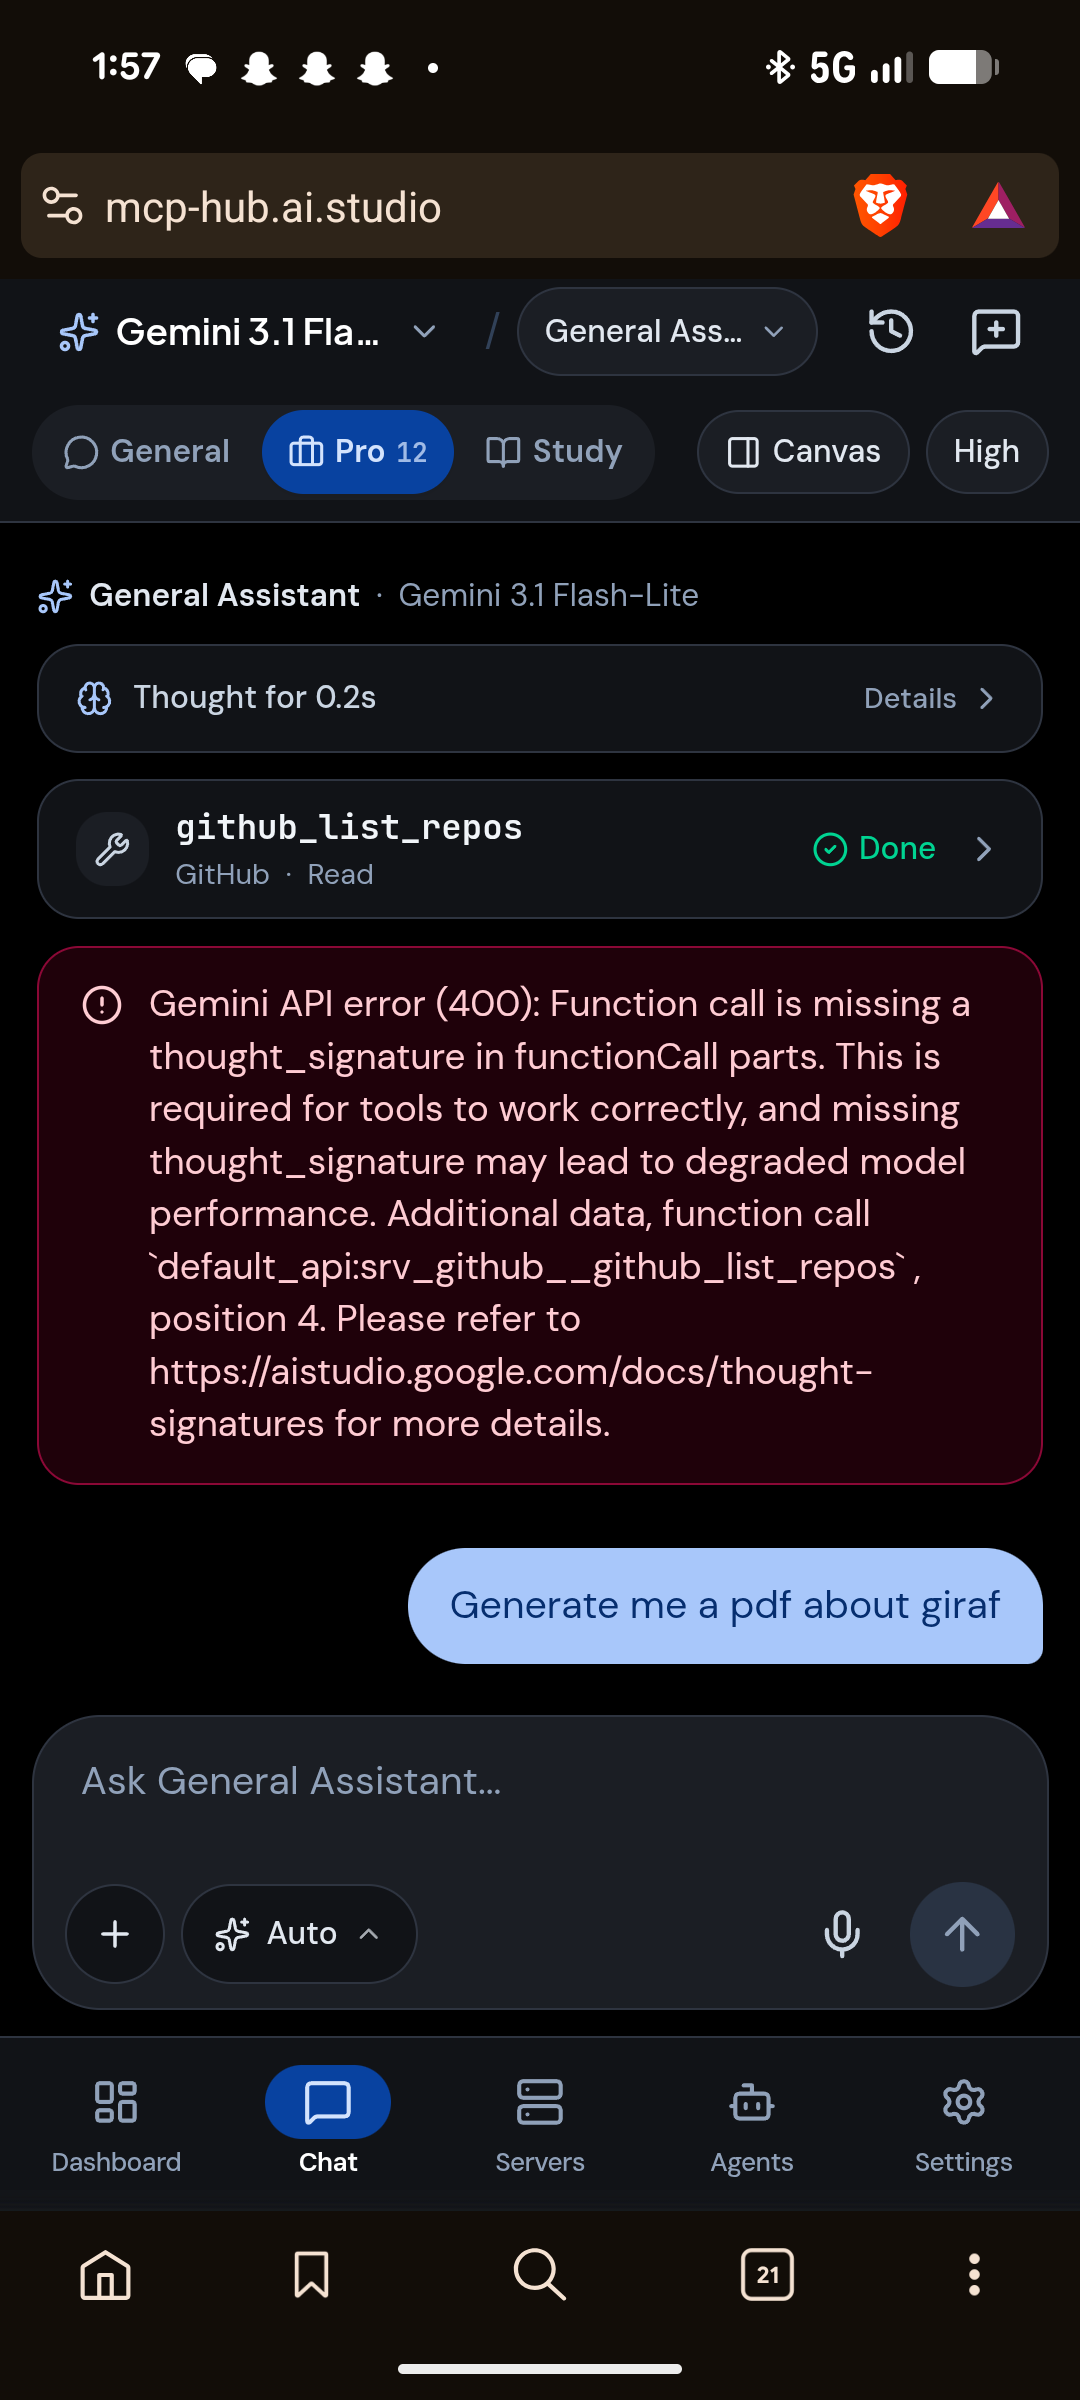 1:57
5G
mcp-hub.ai.studio
Gemini 3.1 Fla...
/
General Ass...
General
Pro 12
Study
Canvas
High
General Assistant · Gemini 3.1 Flash-Lite
Thought for 0.2s
Details
github_list_repos
GitHub · Read
Done
Gemini API error (400): Function call is missing a
thought_signature in functionCall parts. This is
required for tools to work correctly, and missing
thought_signature may lead to degraded model
performance. Additional data, function call
`default_api:srv_github__github_list_repos` ,
position 4. Please refer to
https://aistudio.google.com/docs/thought-
signatures for more details.
Generate me a pdf about giraf
Ask General Assistant...
Auto
Dashboard
Chat
Servers
Agents
Settings
21